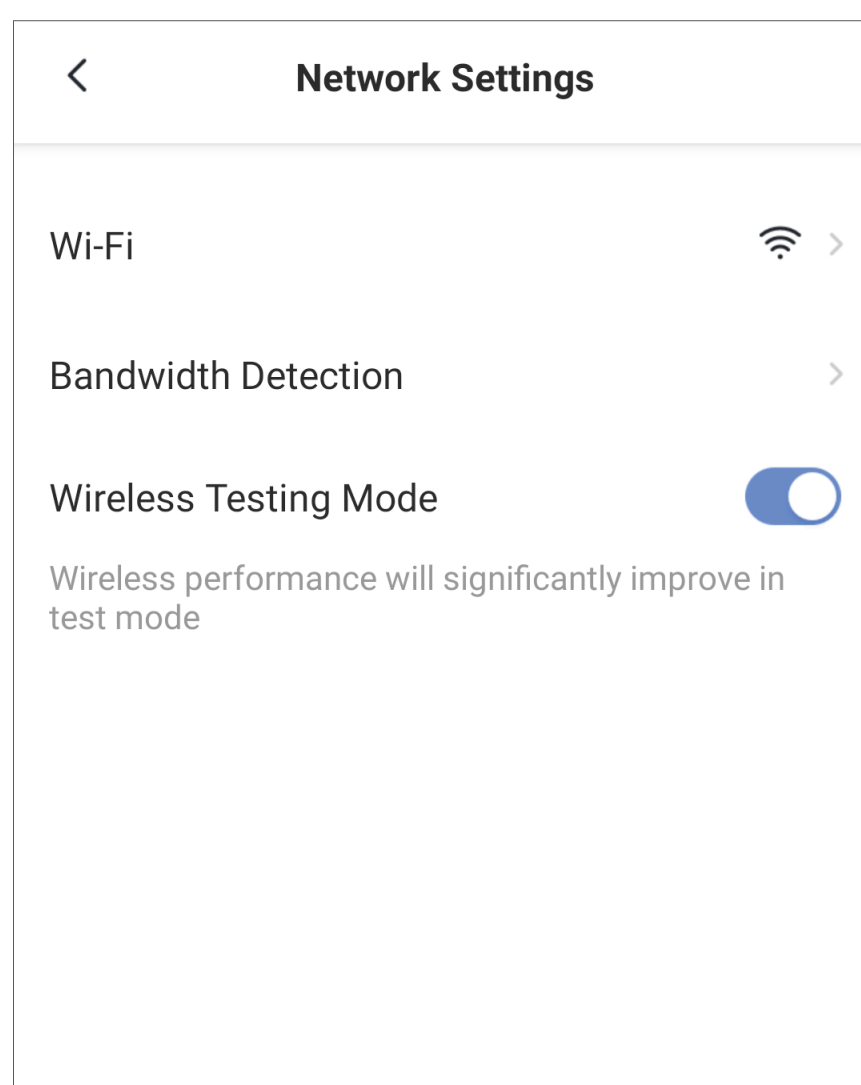 Network Settings
Wi-Fi
Bandwidth Detection
Wireless Testing Mode
Wireless performance will significantly improve in
test mode